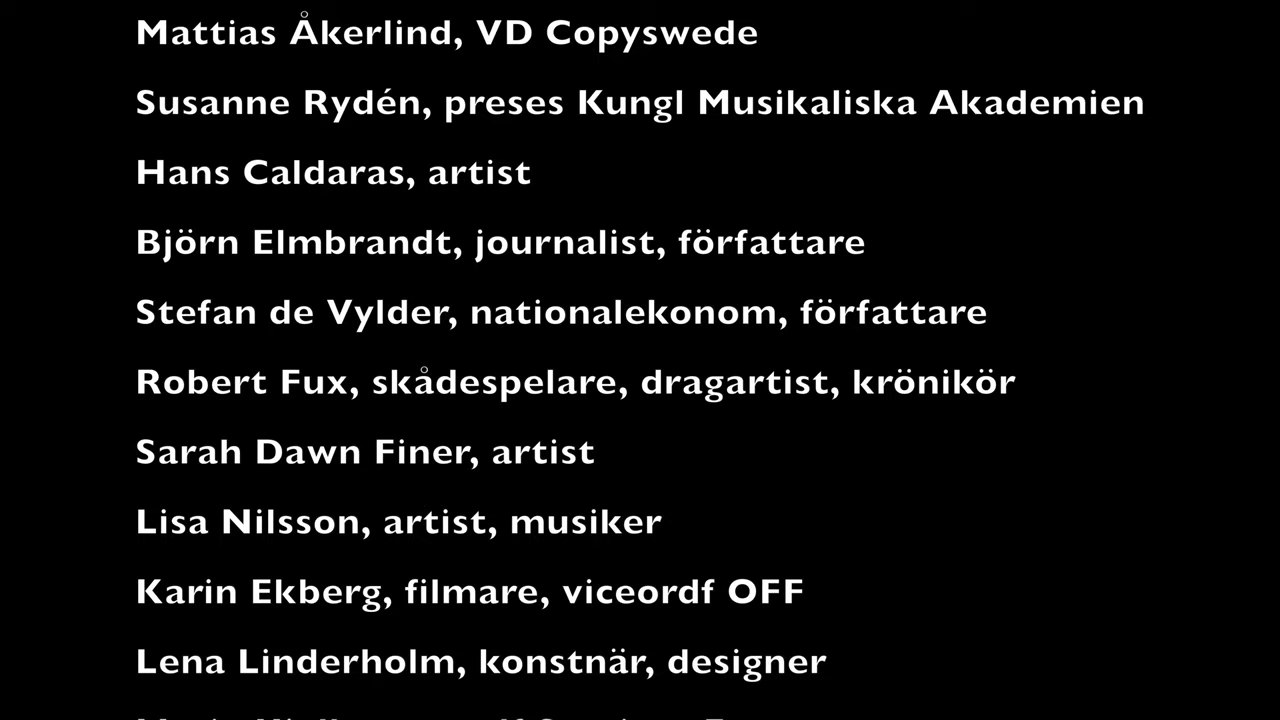 Mattias Åkerlind, VD Copyswede
Susanne Rydén, preses Kungl Musikaliska Akademien
Hans Caldaras, artist
Björn Elmbrandt, journalist, författare
Stefan de Vylder, nationalekonom, författare
Robert Fux, skådespelare, dragartist, krönikör
Sarah Dawn Finer, artist
Lisa Nilsson, artist, musiker
Karin Ekberg, filmare, viceordf OFF
Lena Linderholm, konstnär, designer